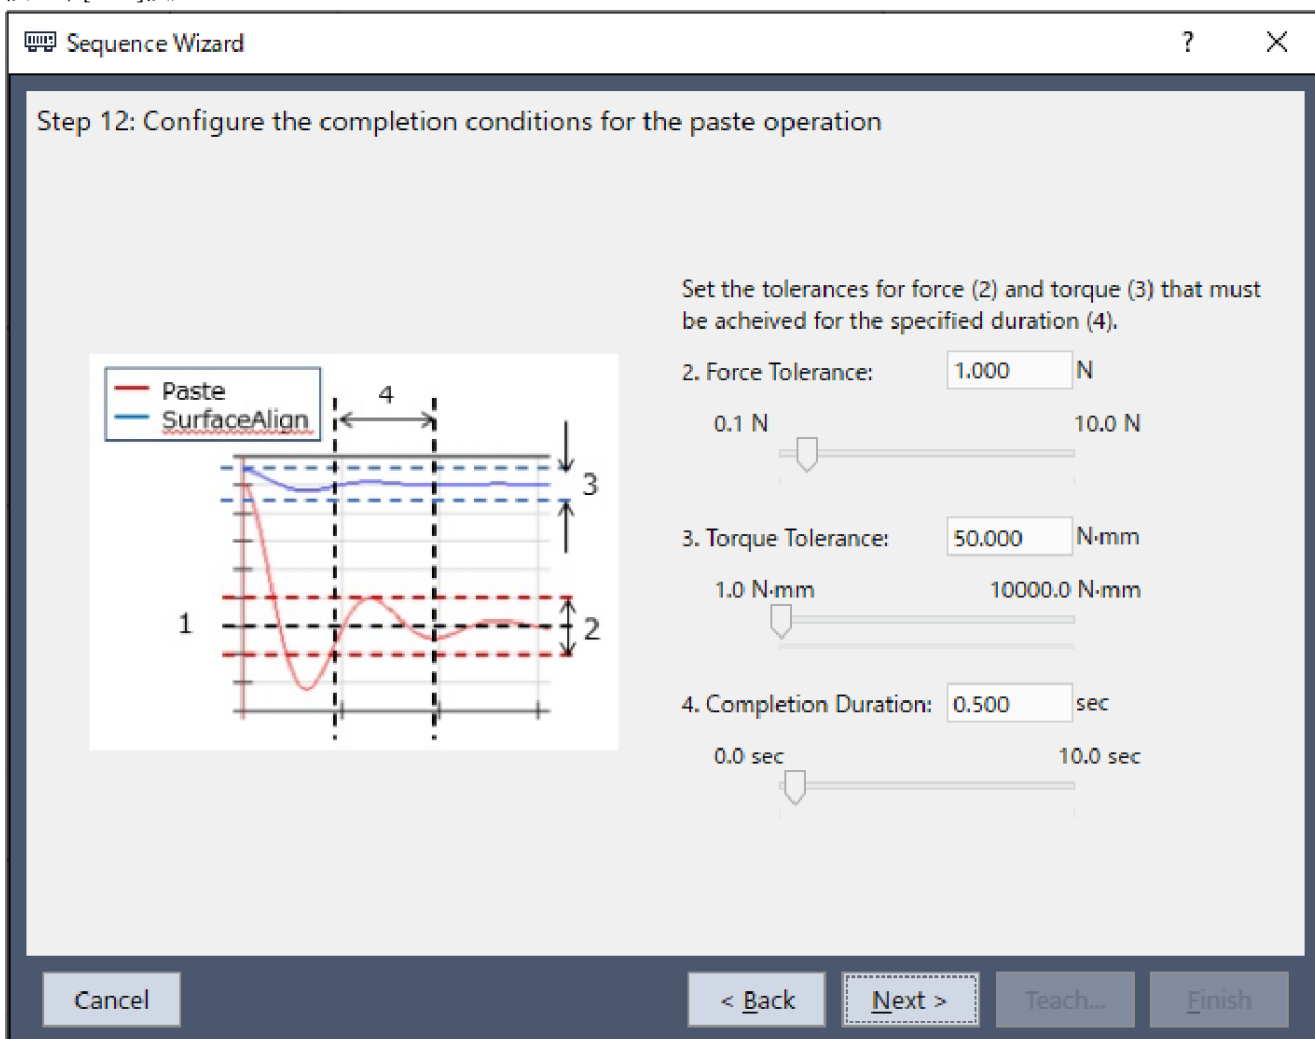 Sequence Wizard
?
Step 12: Configure the completion conditions for the paste operation
Set the tolerances for force (2) and torque (3) that must
be acheived for the specified duration (4).
Paste
SurfaceAlign
4
3
1
2
2. Force Tolerance: 1.000 N
0.1 N 10.0 N
3. Torque Tolerance: 50.000 N·mm
1.0 N·mm 10000.0 N·mm
4. Completion Duration: 0.500 sec
0.0 sec 10.0 sec
Cancel < Back Next > Teach... Finish